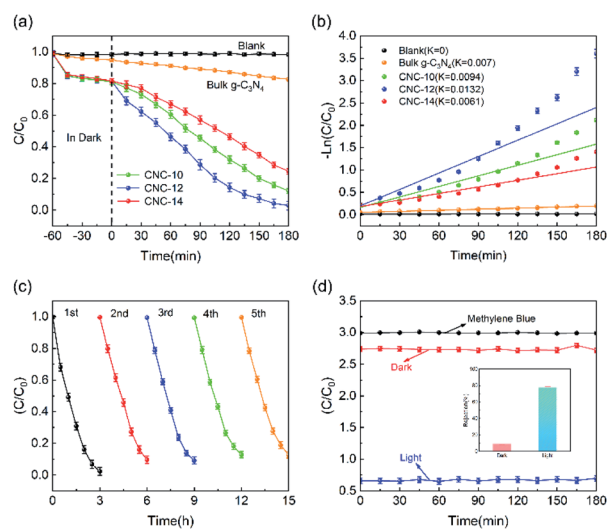 (a)
1.0
0.8
0.6
0.4
0.2
0.0
C/C₀
Blank
Bulk g-C₃N₄
In Dark
CNC-10
CNC-12
CNC-14
-60 -30 0 30 60 90 120 150 180
Time(min)
(b)
4.0
3.5
3.0
2.5
2.0
1.5
1.0
0.5
0.0
-Ln(C/C₀)
Blank(K=0)
Bulk g-C₃N₄(K=0.007)
CNC-10(K=0.0094)
CNC-12(K=0.0132)
CNC-14(K=0.0061)
0 30 60 90 120 150 180
Time(min)
(c)
1.0
0.8
0.6
0.4
0.2
0.0
(C/C₀)
1st 2nd 3rd 4th 5th
0 3 6 9 12 15
Time(h)
(d)
3.5
3.0
2.5
2.0
1.5
1.0
0.5
(C/C₀)
Methylene Blue
Dark
Light
Dark Light
0 30 60 90 120 150 180
Time(min)